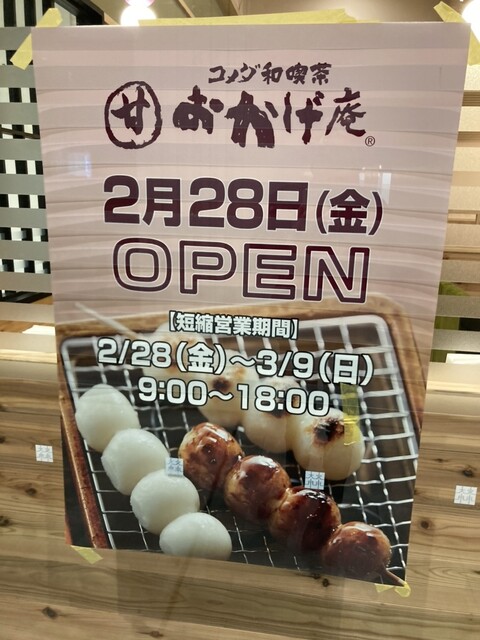 コメダ和喫茶
甘 おかげ庵®
2月28日(金)
OPEN
【短縮営業期間】
2/28(金)～3/9(日)
9:00～18:00